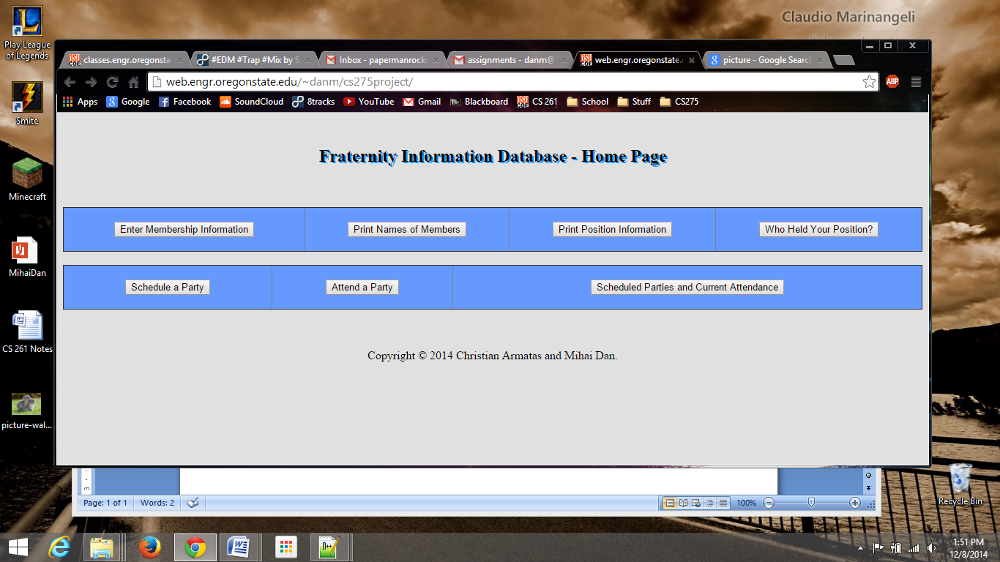 Claudio Marinangeli
Play League of Legends
Smite
Minecraft
MihaiDan
CS 261 Notes
picture-wal...
Recycle Bin
classes.engr.oregonsta
#EDM #Trap #Mix by S
Inbox - papermanrocks
assignments - danm@
web.engr.oregonstate.
picture - Google Search
web.engr.oregonstate.edu/~danm/cs275project/
ABP
Apps Google Facebook SoundCloud 8tracks YouTube Gmail Blackboard CS 261 School Stuff CS275
Fraternity Information Database - Home Page
Enter Membership Information Print Names of Members Print Position Information Who Held Your Position?
Schedule a Party Attend a Party Scheduled Parties and Current Attendance
Copyright © 2014 Christian Armatas and Mihai Dan.
3
Page: 1 of 1 Words: 2 100%
1:51 PM
12/8/2014